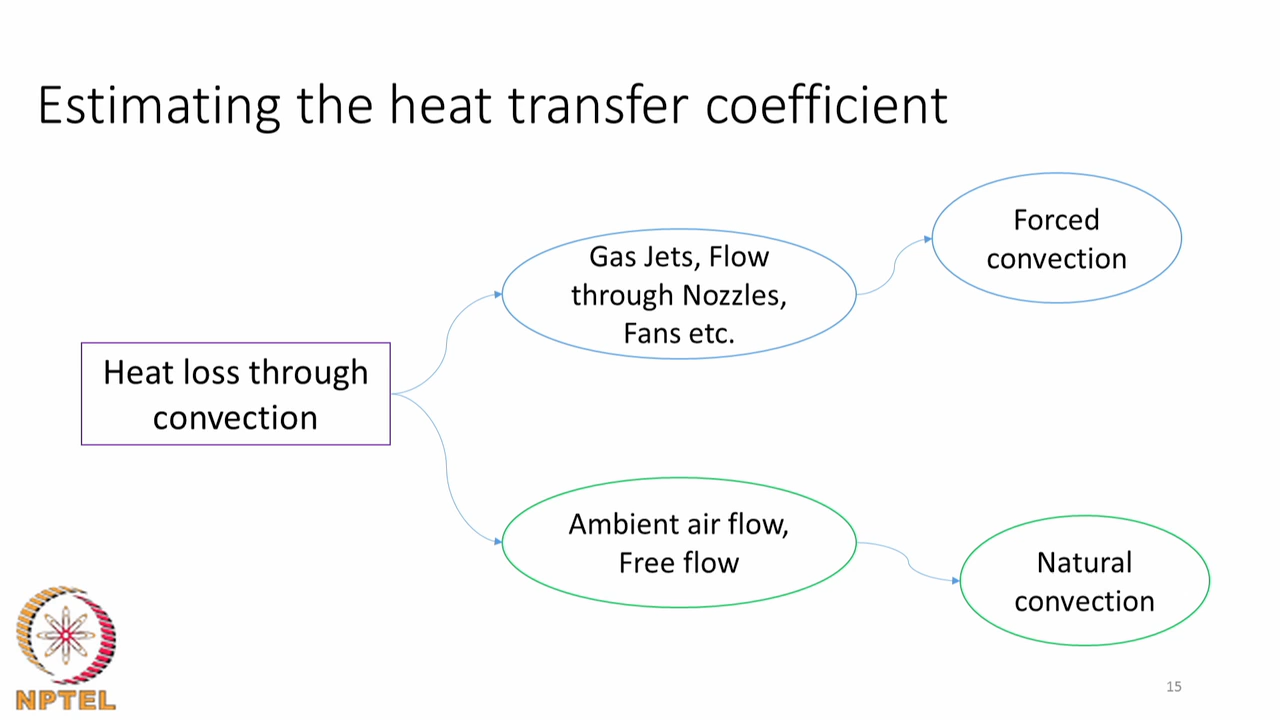 Estimating the heat transfer coefficient
Forced
convection
Gas Jets, Flow
through Nozzles,
Fans etc.
Heat loss through
convection
Ambient air flow,
Free flow
Natural
convection
NPTEL
15